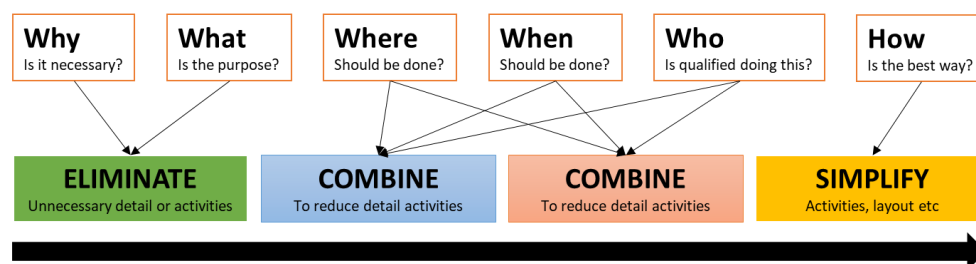 Why
Is it necessary?
What
Is the purpose?
Where
Should be done?
When
Should be done?
Who
Is qualified doing this?
How
Is the best way?
ELIMINATE
Unnecessary detail or activities
COMBINE
To reduce detail activities
COMBINE
To reduce detail activities
SIMPLIFY
Activities, layout etc